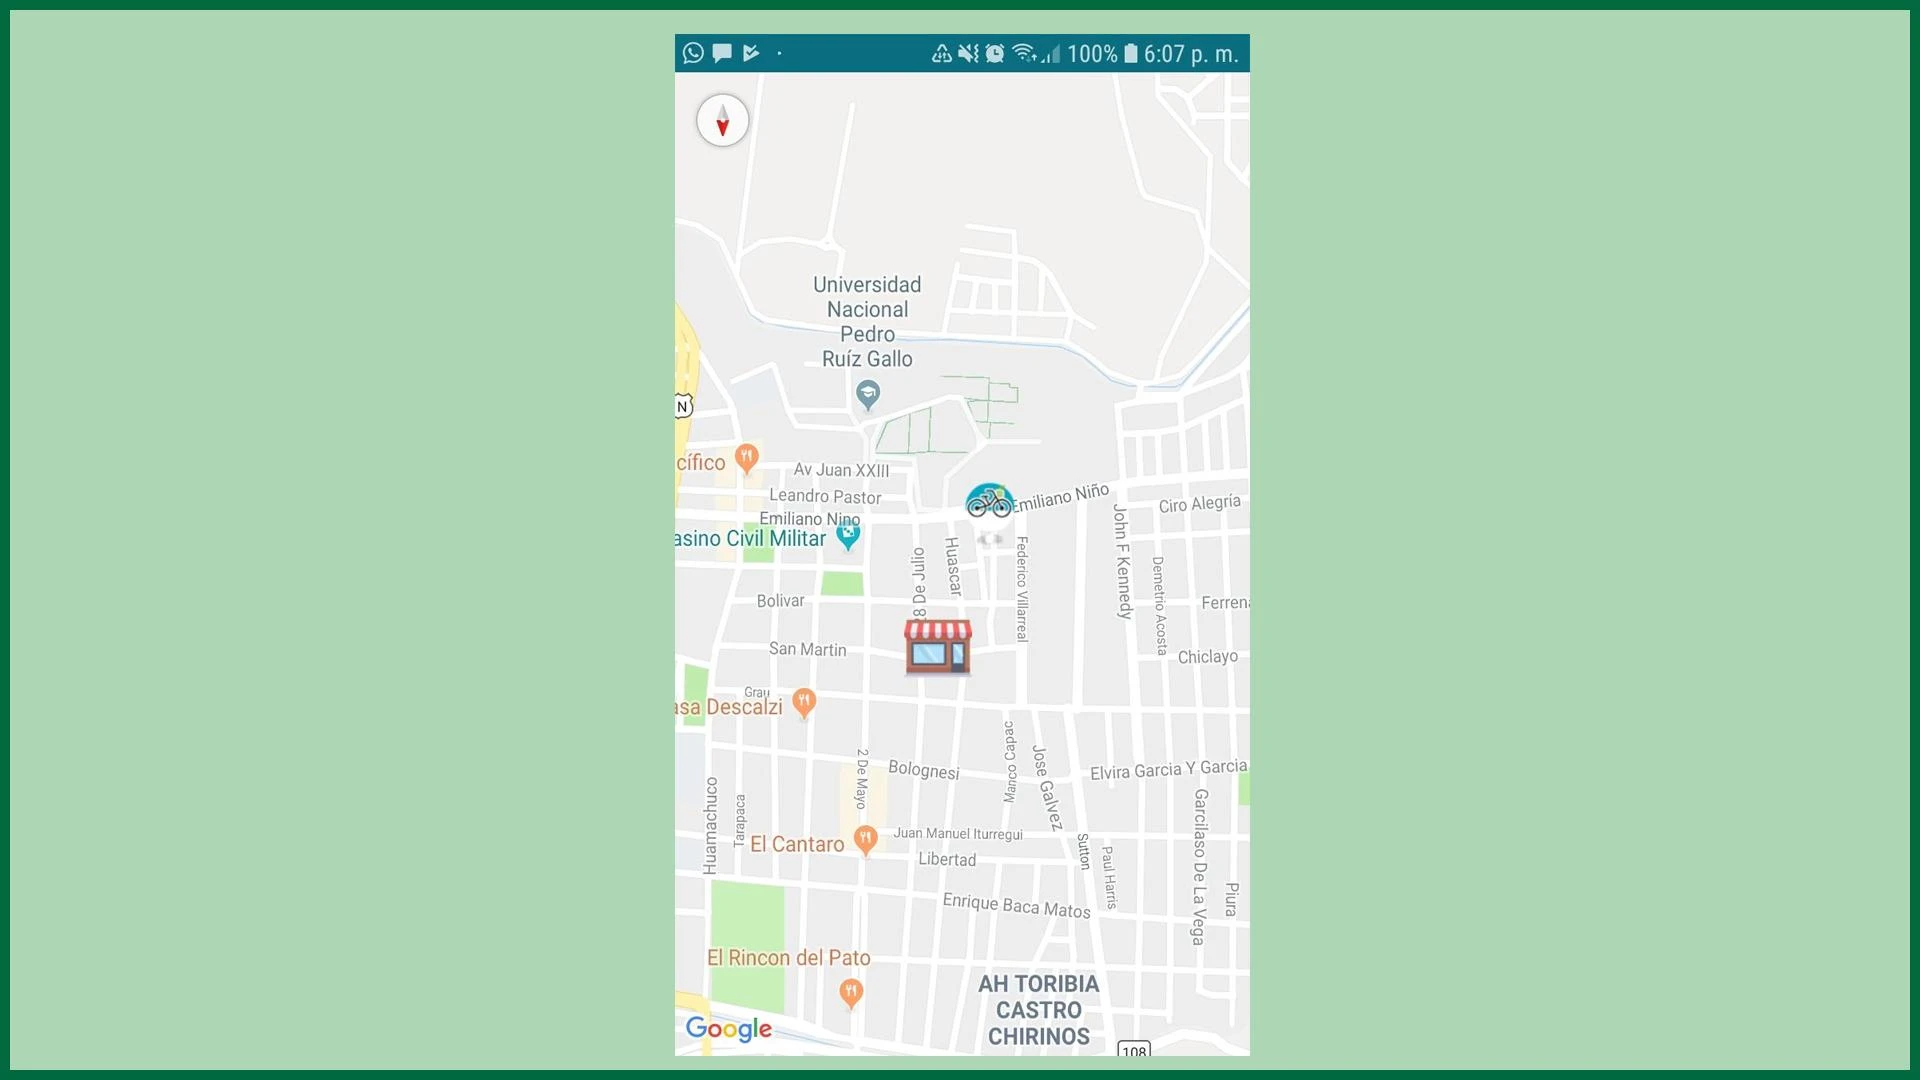 100% 6:07 p. m.
Universidad
Nacional
Pedro
Ruíz Gallo
N
cífico
Av Juan XXIII
Leandro Pastor
Emiliano Niño
Emiliano Nino
Ciro Alegría
asino Civil Militar
John F Kennedy
Huascar
Federico Villarreal
Demetrio Acosta
Julio
De
Bolivar
Ferrena
San Martin
Chiclayo
Grau
asa Descalzi
Manco Capac
Jose Galvez
2 De Mayo
Bolognesi
Elvira Garcia Y Garcia
Huamachuco
Tarapaca
Garcilaso De La Vega
El Cantaro
Juan Manuel Iturregui
Libertad
Sutton
Paul Harris
Piura
Enrique Baca Matos
El Rincon del Pato
AH TORIBIA
CASTRO
CHIRINOS
Google
108